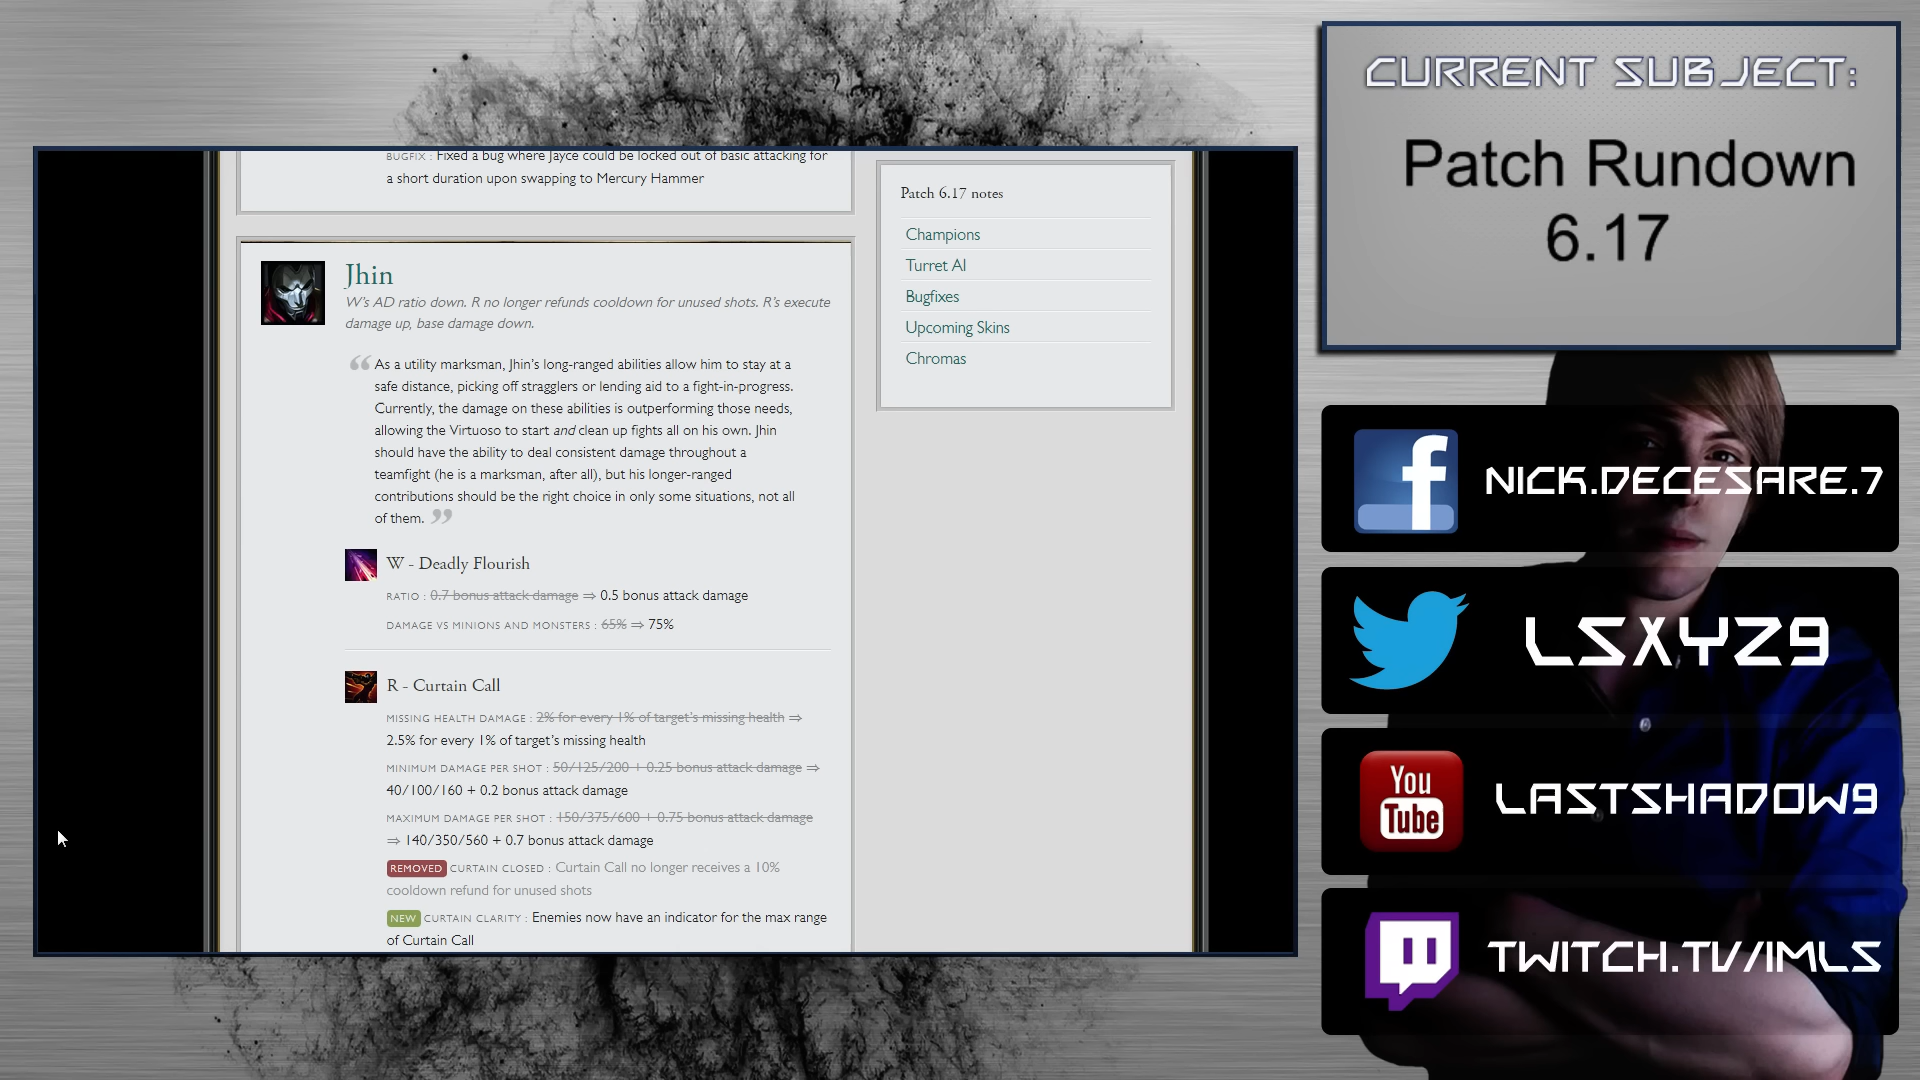 BUGFIX : Fixed a bug where Jayce could be locked out of basic attacking for
a short duration upon swapping to Mercury Hammer
Jhin
W's AD ratio down. R no longer refunds cooldown for unused shots. R's execute
damage up, base damage down.
“ As a utility marksman, Jhin's long-ranged abilities allow him to stay at a
safe distance, picking off stragglers or lending aid to a fight-in-progress.
Currently, the damage on these abilities is outperforming those needs,
allowing the Virtuoso to start and clean up fights all on his own. Jhin
should have the ability to deal consistent damage throughout a
teamfight (he is a marksman, after all), but his longer-ranged
contributions should be the right choice in only some situations, not all
of them. ”
W - Deadly Flourish
RATIO : 0.7 bonus attack damage ⇒ 0.5 bonus attack damage
DAMAGE VS MINIONS AND MONSTERS : 65% ⇒ 75%
R - Curtain Call
MISSING HEALTH DAMAGE : 2% for every 1% of target's missing health ⇒
2.5% for every 1% of target's missing health
MINIMUM DAMAGE PER SHOT : 50/125/200 + 0.25 bonus attack damage ⇒
40/100/160 + 0.2 bonus attack damage
MAXIMUM DAMAGE PER SHOT : 150/375/600 + 0.75 bonus attack damage
⇒ 140/350/560 + 0.7 bonus attack damage
REMOVED CURTAIN CLOSED : Curtain Call no longer receives a 10%
cooldown refund for unused shots
NEW CURTAIN CLARITY : Enemies now have an indicator for the max range
of Curtain Call
Patch 6.17 notes
Champions
Turret AI
Bugfixes
Upcoming Skins
Chromas
CURRENT SUBJECT:
Patch Rundown
6.17
f NICK.DECESARE.7
LSXYZ9
You
Tube
LASTSHADOW9
TWITCH.TV/IMLS